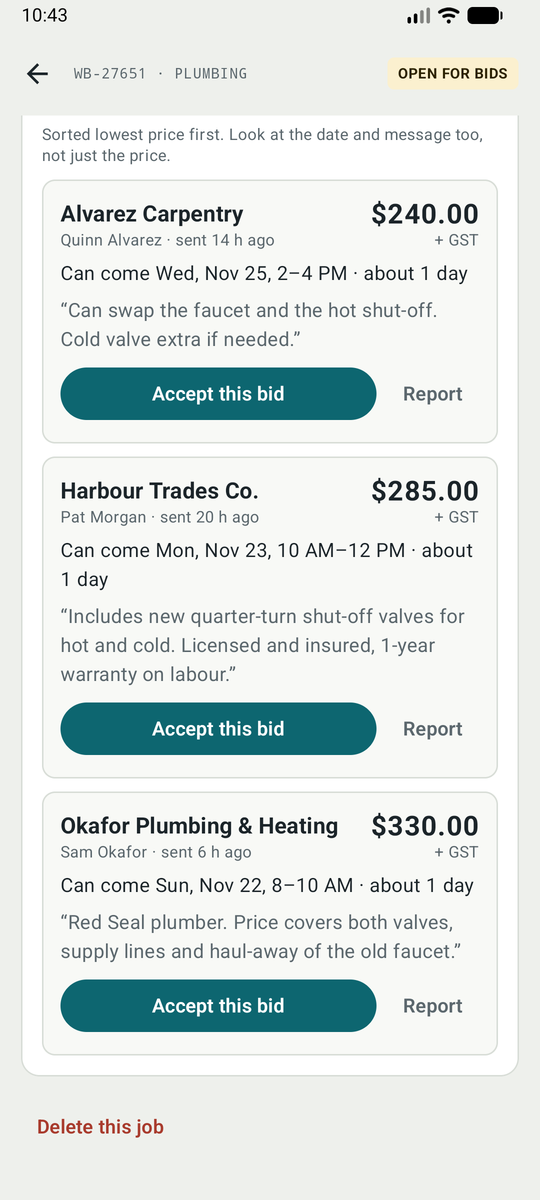 10:43
WB-27651 · PLUMBING
OPEN FOR BIDS
Sorted lowest price first. Look at the date and message too,
not just the price.
Alvarez Carpentry
$240.00
Quinn Alvarez · sent 14 h ago
+ GST
Can come Wed, Nov 25, 2–4 PM · about 1 day
“Can swap the faucet and the hot shut-off.
Cold valve extra if needed.”
Accept this bid
Report
Harbour Trades Co.
$285.00
Pat Morgan · sent 20 h ago
+ GST
Can come Mon, Nov 23, 10 AM–12 PM · about
1 day
“Includes new quarter-turn shut-off valves for
hot and cold. Licensed and insured, 1-year
warranty on labour.”
Accept this bid
Report
Okafor Plumbing & Heating
$330.00
Sam Okafor · sent 6 h ago
+ GST
Can come Sun, Nov 22, 8–10 AM · about 1 day
“Red Seal plumber. Price covers both valves,
supply lines and haul-away of the old faucet.”
Accept this bid
Report
Delete this job